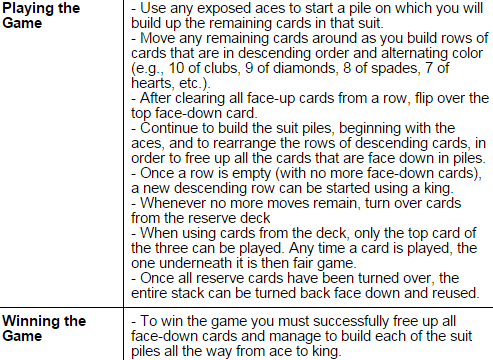 Playing the
Game
- Use any exposed aces to start a pile on which you will
build up the remaining cards in that suit.
- Move any remaining cards around as you build rows of
cards that are in descending order and alternating color
(e.g., 10 of clubs, 9 of diamonds, 8 of spades, 7 of
hearts, etc.).
- After clearing all face-up cards from a row, flip over the
top face-down card.
- Continue to build the suit piles, beginning with the
aces, and to rearrange the rows of descending cards, in
order to free up all the cards that are face down in piles.
- Once a row is empty (with no more face-down cards),
a new descending row can be started using a king.
- Whenever no more moves remain, turn over cards
from the reserve deck
- When using cards from the deck, only the top card of
the three can be played. Any time a card is played, the
one underneath it is then fair game.
- Once all reserve cards have been turned over, the
entire stack can be turned back face down and reused.
Winning the
Game
- To win the game you must successfully free up all
face-down cards and manage to build each of the
suit piles all the way from ace to king.